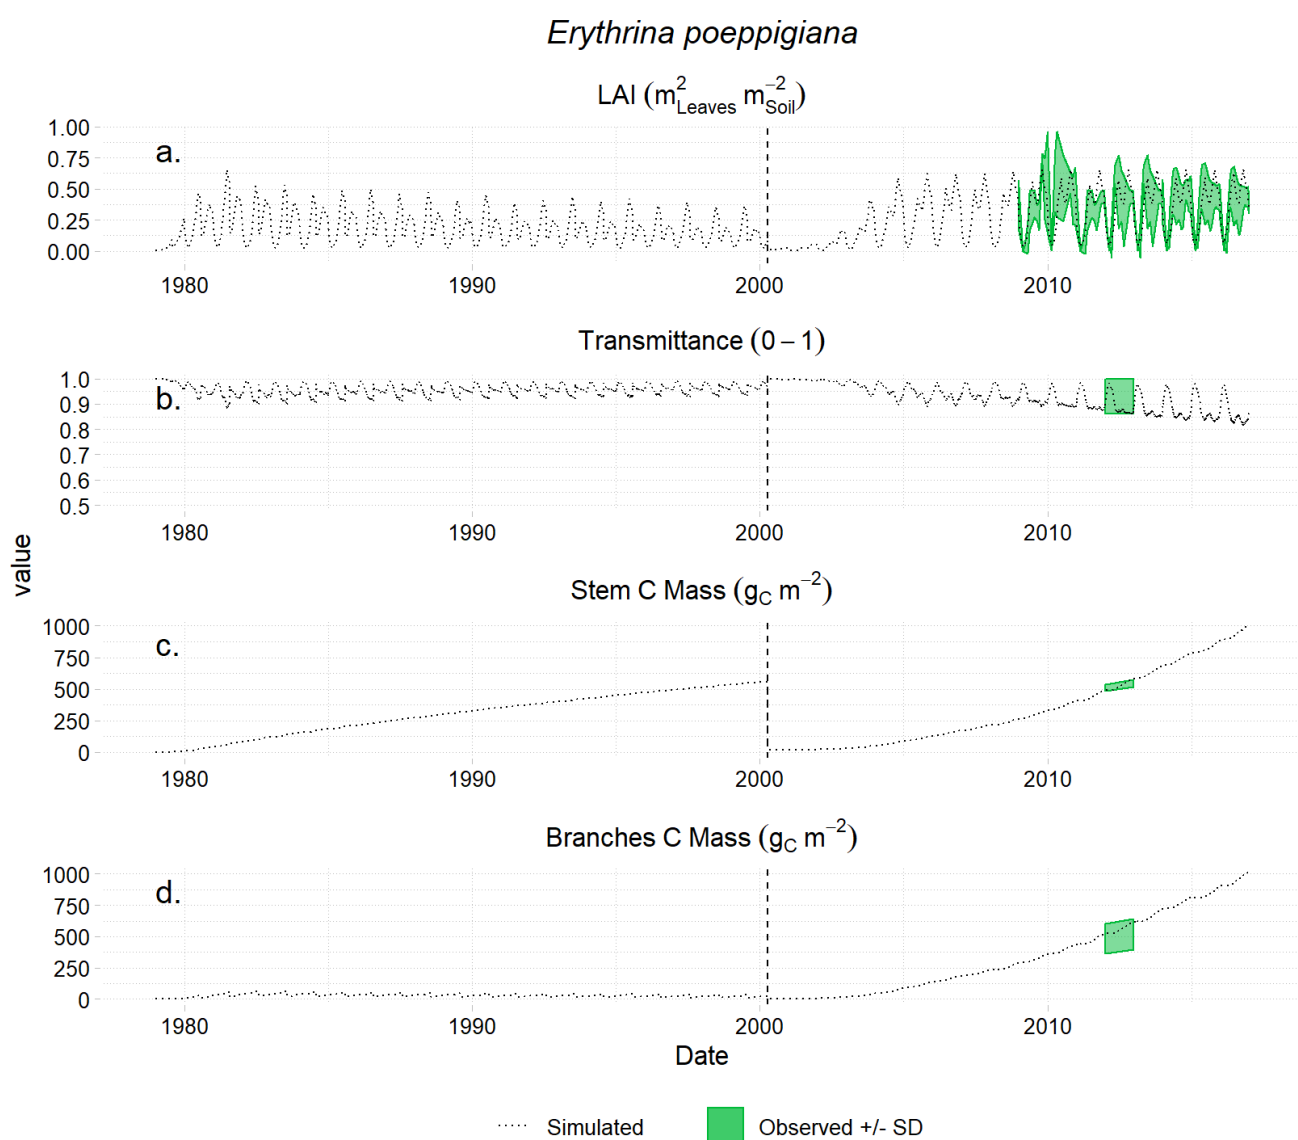 Erythrina poeppigiana
LAI (m²Leaves m⁻²Soil)
a.
1.00
0.75
0.50
0.25
0.00
1980 1990 2000 2010
Transmittance (0 – 1)
b.
1.0
0.9
0.8
0.7
0.6
0.5
1980 1990 2000 2010
value
Stem C Mass (gC m⁻²)
c.
1000
750
500
250
0
1980 1990 2000 2010
Branches C Mass (gC m⁻²)
d.
1000
750
500
250
0
1980 1990 2000 2010
Date
Simulated Observed +/- SD